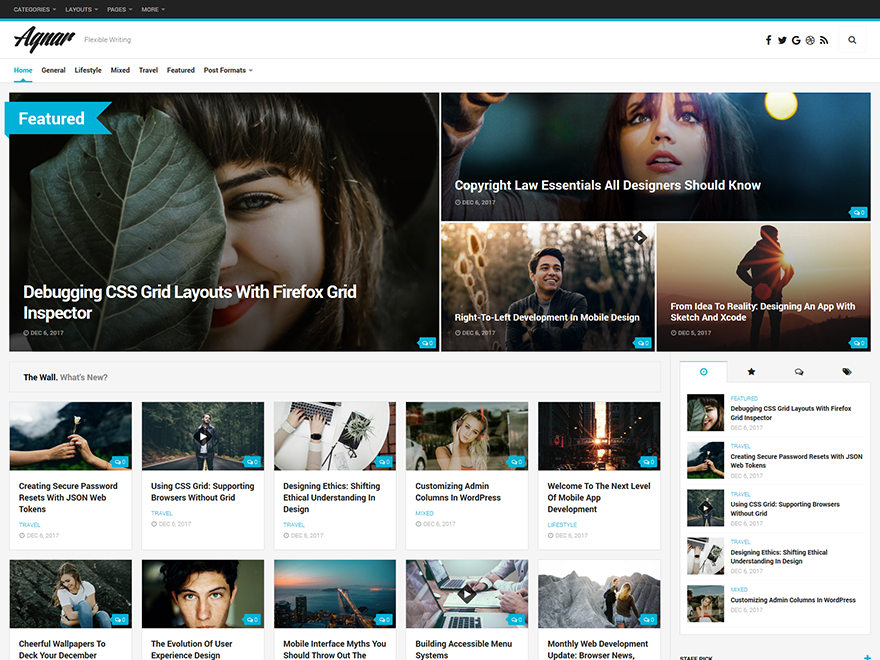 CATEGORIES LAYOUTS PAGES MORE
Agnar Flexible Writing
Home General Lifestyle Mixed Travel Featured Post Formats
Featured
Debugging CSS Grid Layouts With Firefox Grid
Inspector
DEC 6, 2017
0
Copyright Law Essentials All Designers Should Know
DEC 6, 2017
0
Right-To-Left Development In Mobile Design
DEC 6, 2017
0
From Idea To Reality: Designing An App With
Sketch And Xcode
DEC 5, 2017
0
The Wall. What's New?
0
Creating Secure Password
Resets With JSON Web
Tokens
TRAVEL
DEC 6, 2017
0
Using CSS Grid: Supporting
Browsers Without Grid
TRAVEL
DEC 6, 2017
0
Designing Ethics: Shifting
Ethical Understanding In
Design
TRAVEL
DEC 6, 2017
0
Customizing Admin
Columns In WordPress
MIXED
DEC 6, 2017
0
Welcome To The Next Level
Of Mobile App
Development
LIFESTYLE
DEC 6, 2017
0
Cheerful Wallpapers To
Deck Your December
0
The Evolution Of User
Experience Design
0
Mobile Interface Myths You
Should Throw Out The
0
Building Accessible Menu
Systems
0
Monthly Web Development
Update: Browser News,
FEATURED
Debugging CSS Grid Layouts With Firefox
Grid Inspector
DEC 6, 2017
TRAVEL
Creating Secure Password Resets With JSON
Web Tokens
DEC 6, 2017
TRAVEL
Using CSS Grid: Supporting Browsers
Without Grid
DEC 6, 2017
TRAVEL
Designing Ethics: Shifting Ethical
Understanding In Design
DEC 6, 2017
MIXED
Customizing Admin Columns In WordPress
DEC 6, 2017
STAFF PICK